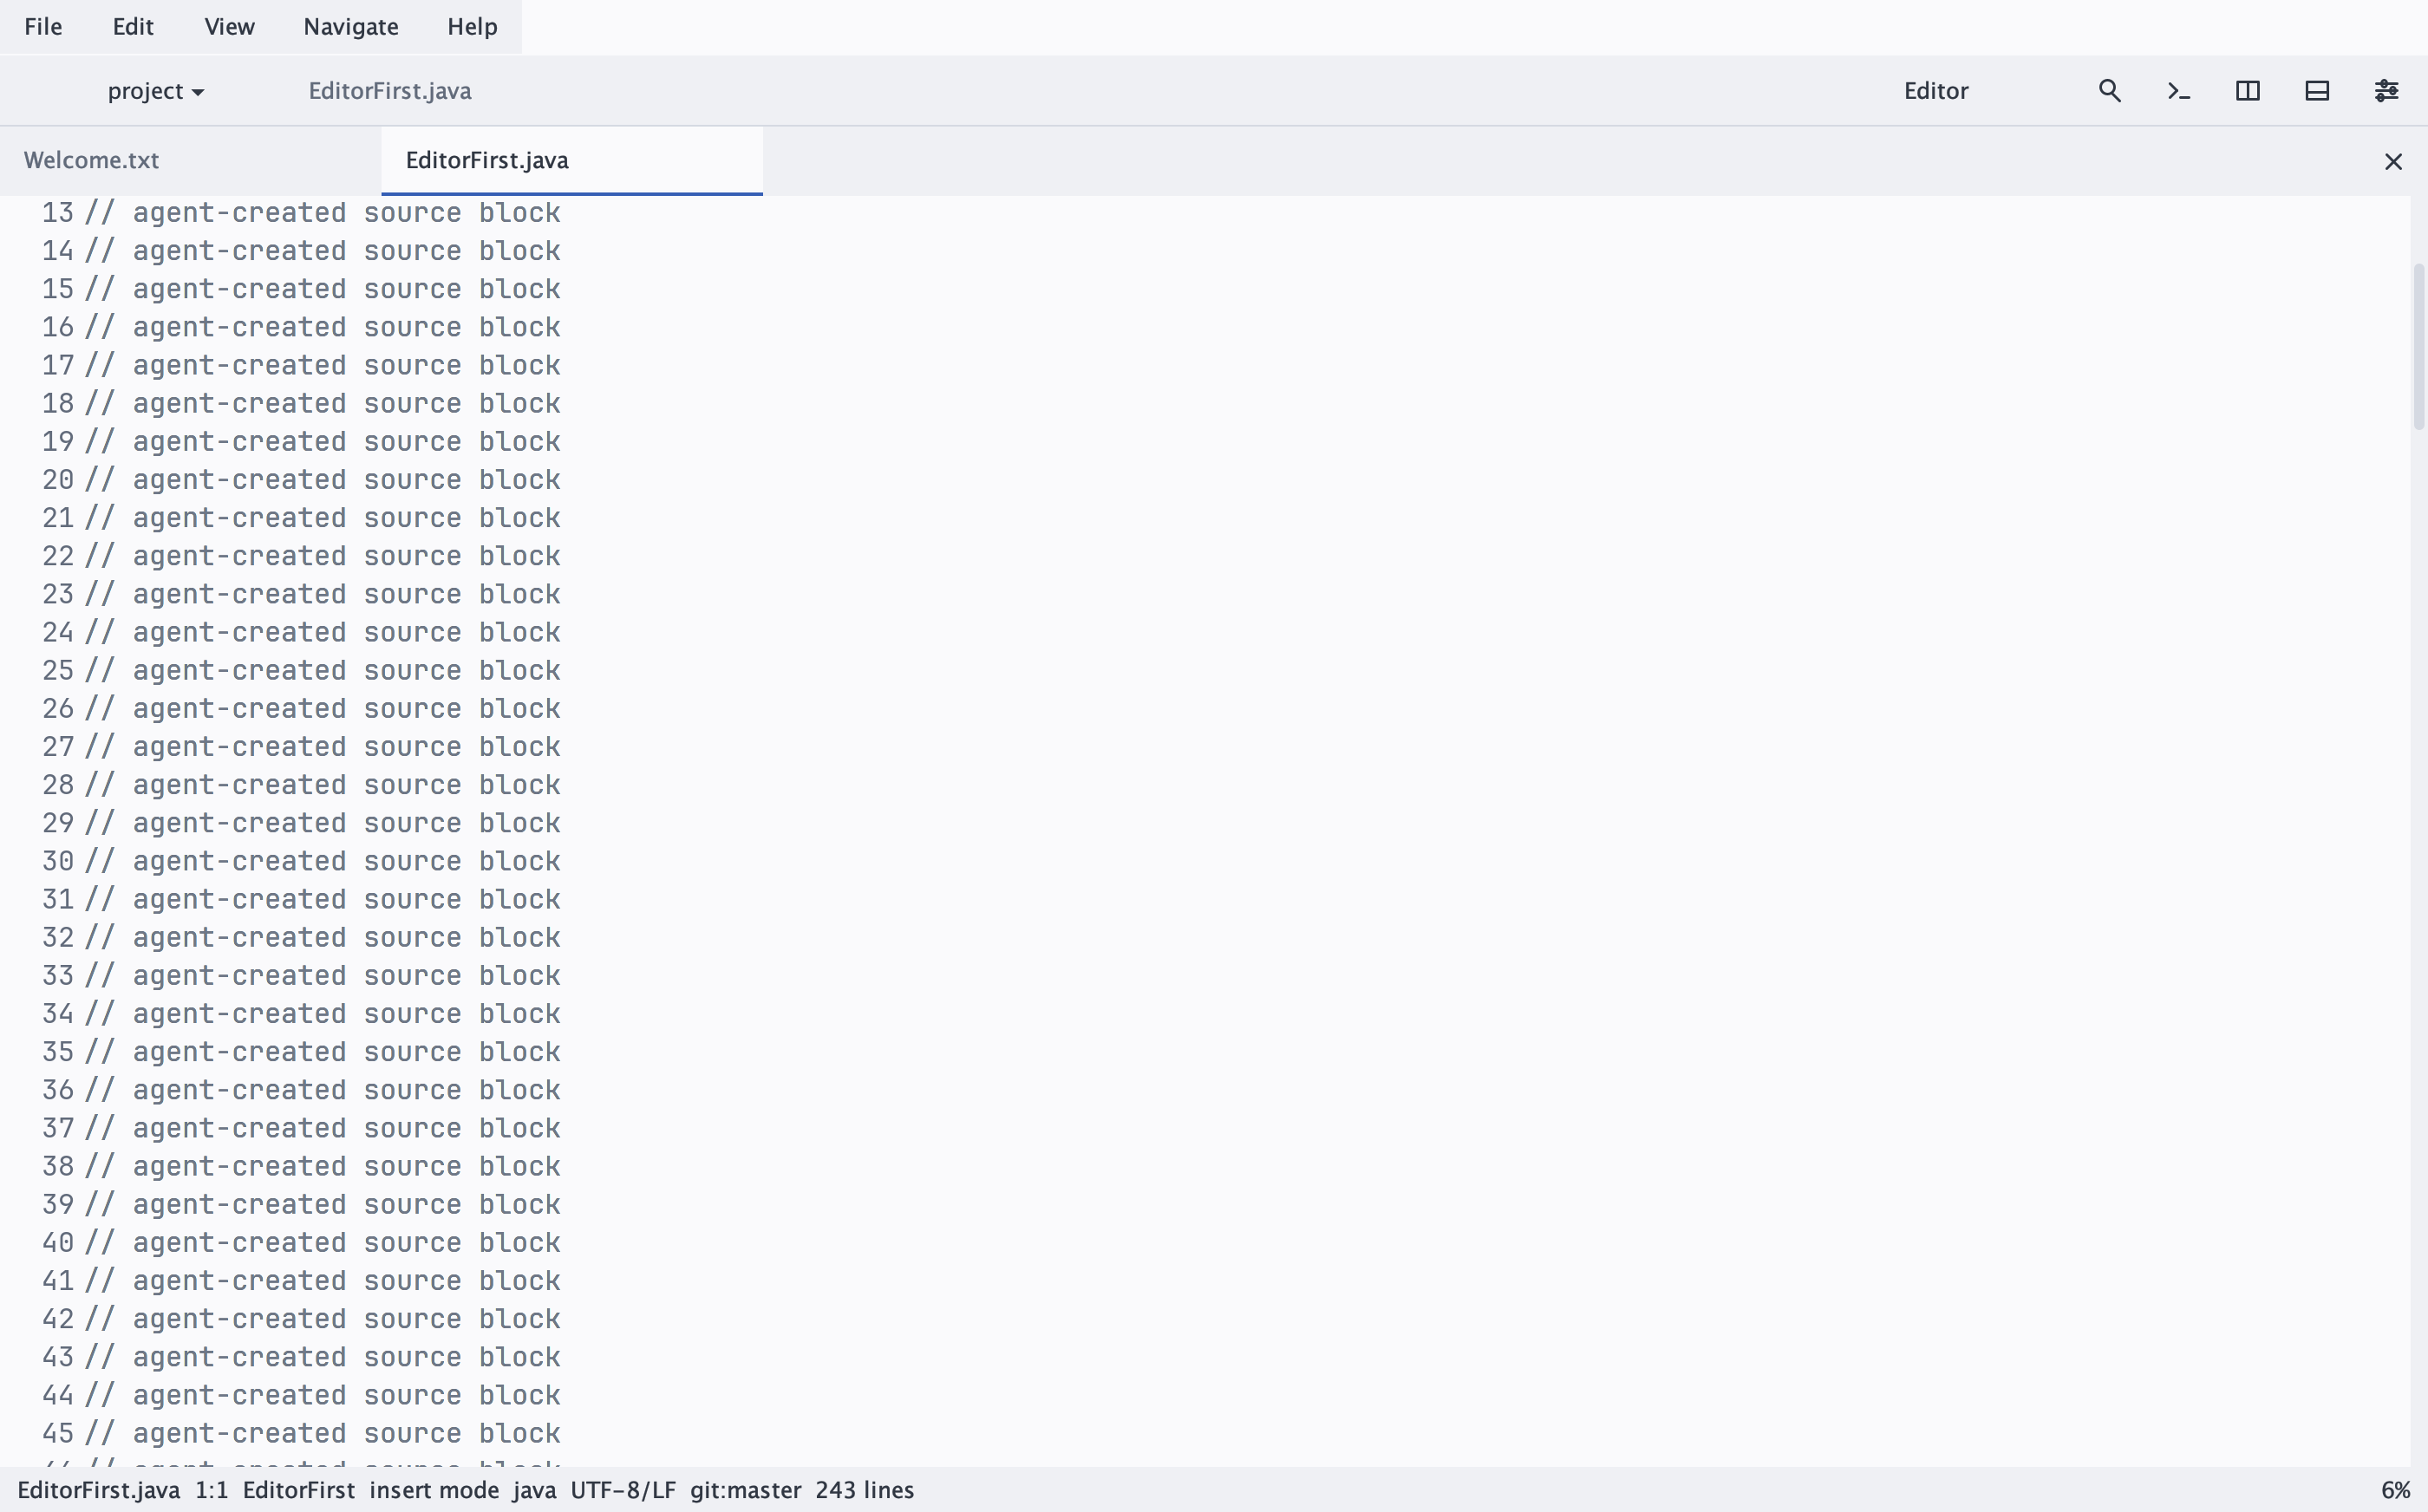 File Edit View Navigate Help
project EditorFirst.java Editor
Welcome.txt EditorFirst.java
13 // agent-created source block
14 // agent-created source block
15 // agent-created source block
16 // agent-created source block
17 // agent-created source block
18 // agent-created source block
19 // agent-created source block
20 // agent-created source block
21 // agent-created source block
22 // agent-created source block
23 // agent-created source block
24 // agent-created source block
25 // agent-created source block
26 // agent-created source block
27 // agent-created source block
28 // agent-created source block
29 // agent-created source block
30 // agent-created source block
31 // agent-created source block
32 // agent-created source block
33 // agent-created source block
34 // agent-created source block
35 // agent-created source block
36 // agent-created source block
37 // agent-created source block
38 // agent-created source block
39 // agent-created source block
40 // agent-created source block
41 // agent-created source block
42 // agent-created source block
43 // agent-created source block
44 // agent-created source block
45 // agent-created source block
EditorFirst.java 1:1 EditorFirst insert mode java UTF-8/LF git:master 243 lines 6%